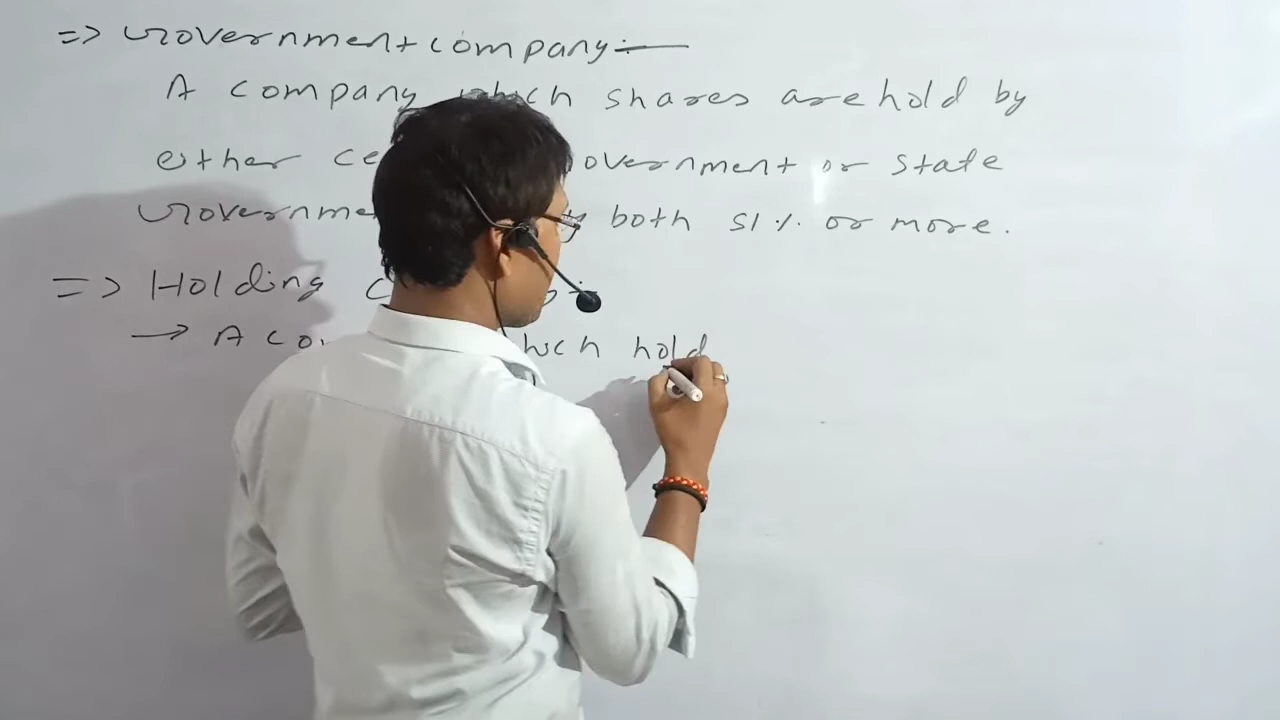 => Government company:-
A company which shares are hold by
either overnment or state
Governme both 51% or more.
=> Holding
→ A co hich hold